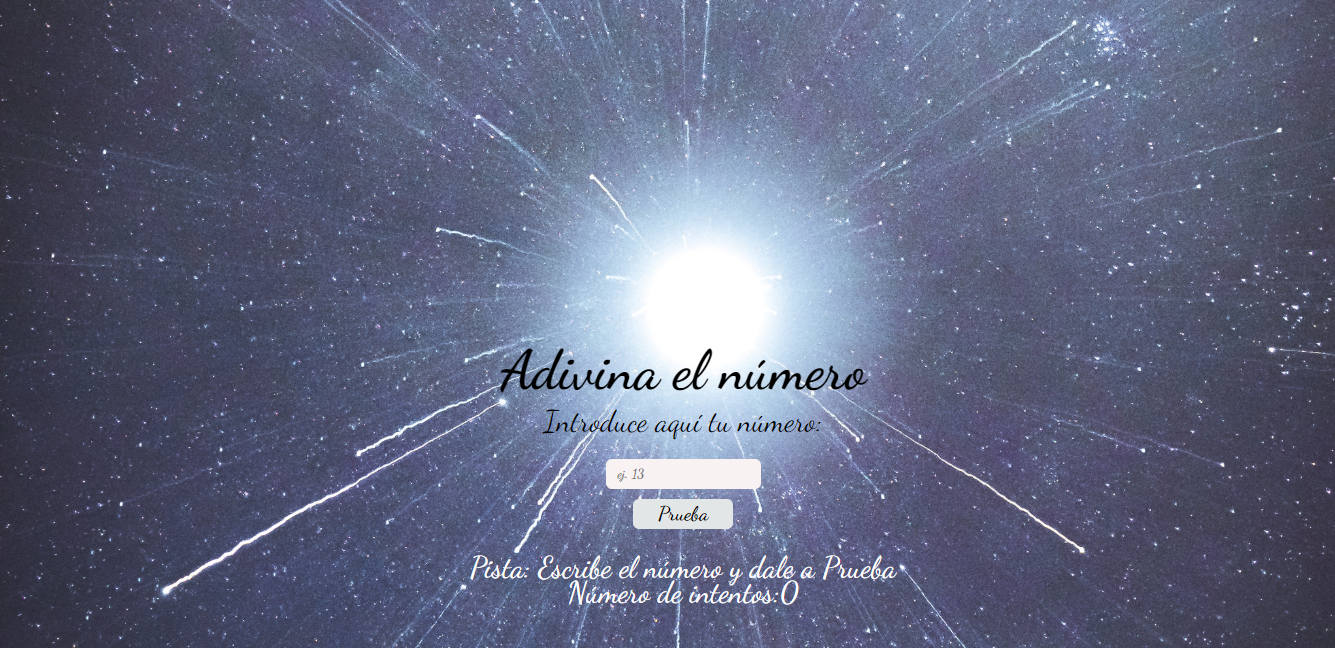 Adivina el número
Introduce aquí tu número:
ej. 13
Prueba
Pista: Escribe el número y dale a Prueba
Número de intentos:0